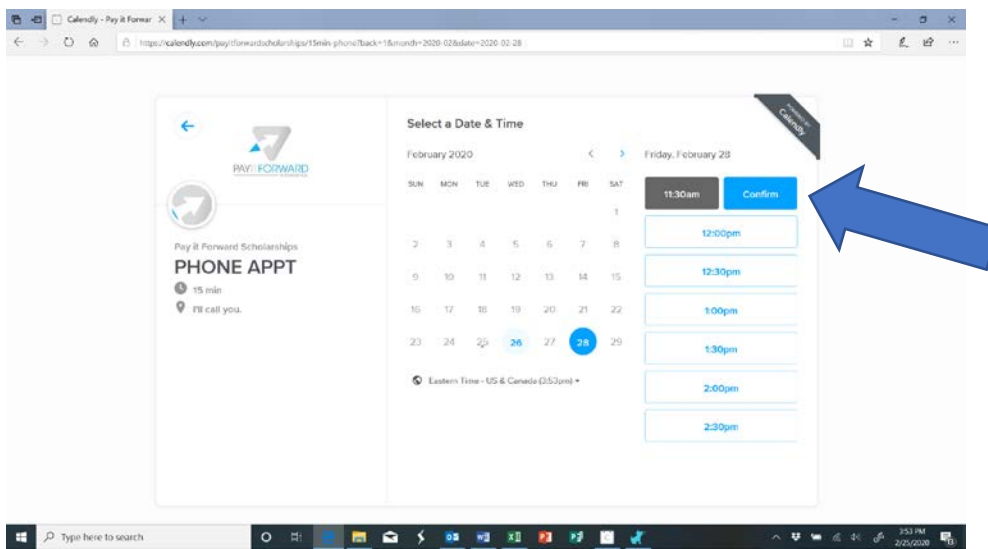 Calendly - Pay it Forwar
https://calendly.com/payitforwardscholarships/15min-phone?back=1&month=2020-02&date=2020-02-28
POWERED BY
Calendly
PAY IT FORWARD
Pay it Forward Scholarships
PHONE APPT
15 min
I'll call you.
Select a Date & Time
February 2020
SUN MON TUE WED THU FRI SAT
1
2 3 4 5 6 7 8
9 10 11 12 13 14 15
16 17 18 19 20 21 22
23 24 25 26 27 28 29
Eastern Time - US & Canada (3:53pm)
Friday, February 28
11:30am Confirm
12:00pm
12:30pm
1:00pm
1:30pm
2:00pm
2:30pm
Type here to search
3:53 PM
2/25/2020